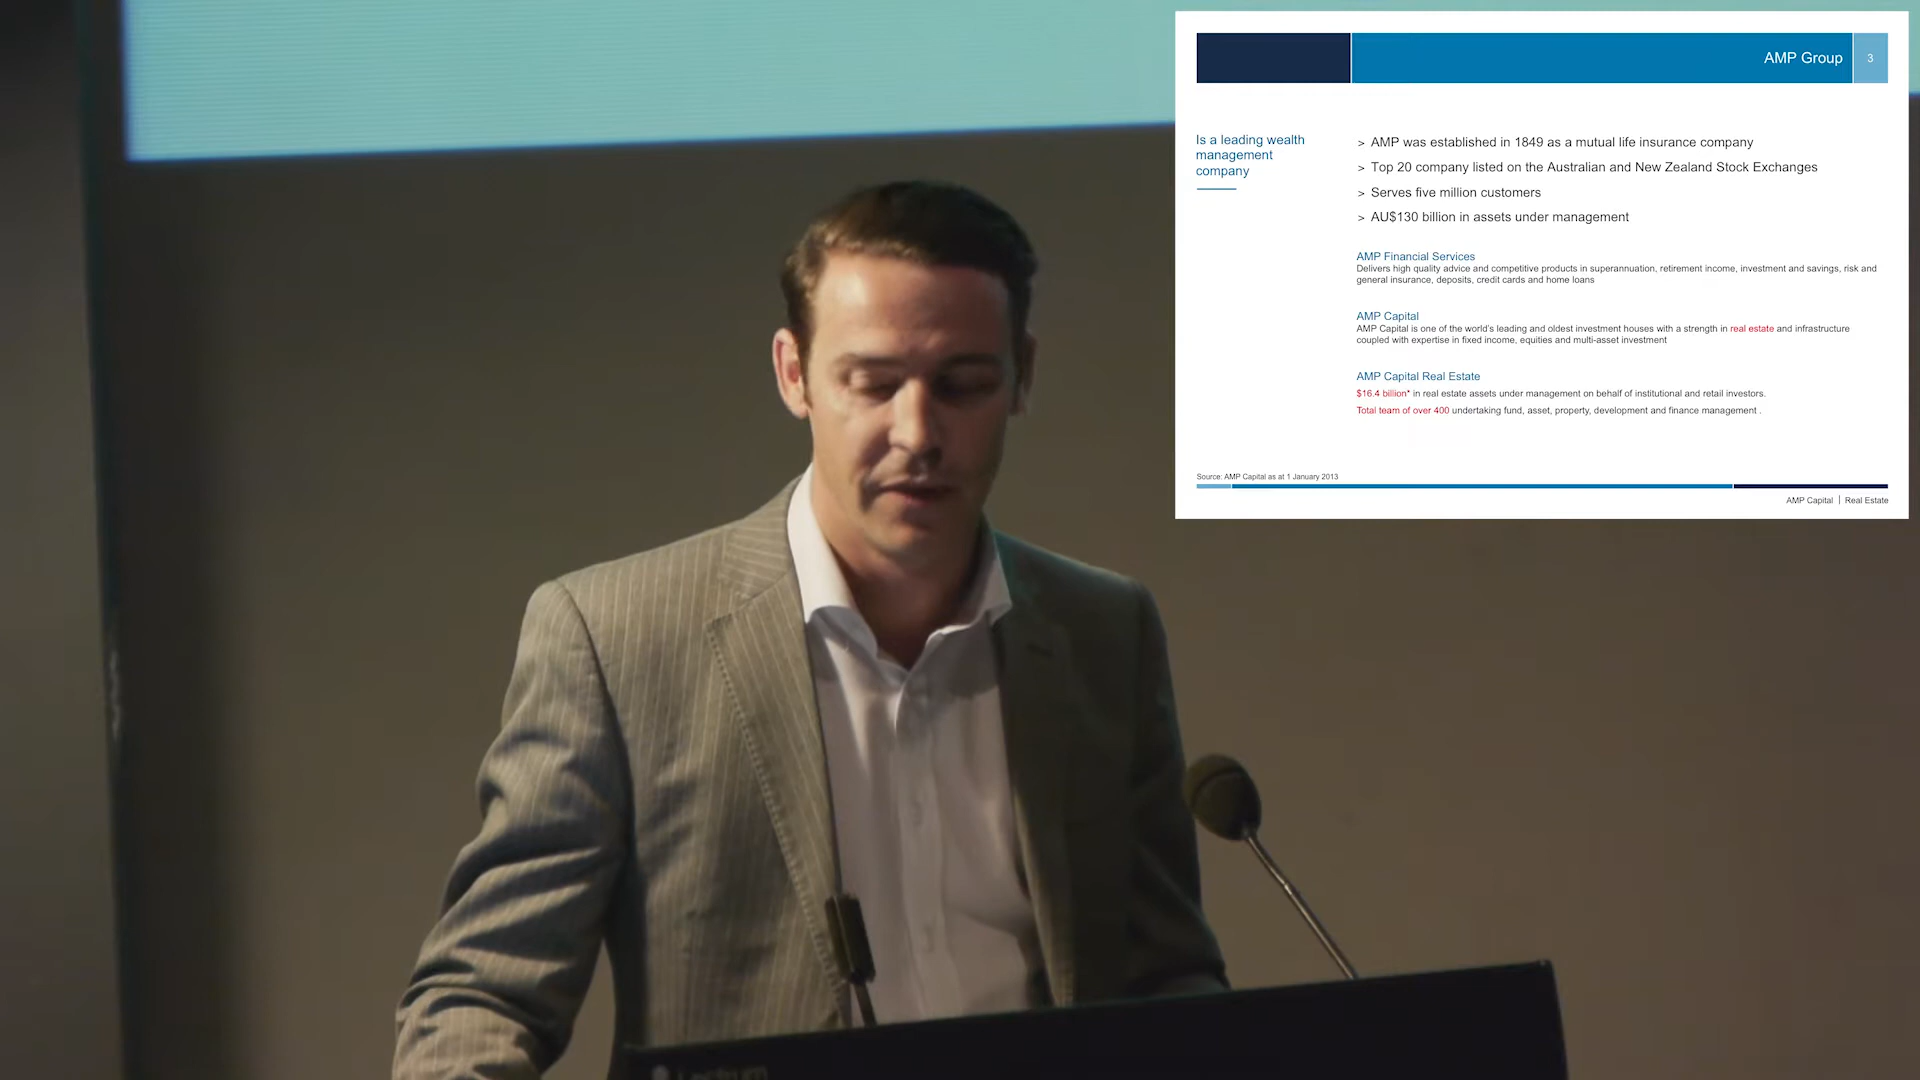 AMP Group 3
Is a leading wealth
management
company
> AMP was established in 1849 as a mutual life insurance company
> Top 20 company listed on the Australian and New Zealand Stock Exchanges
> Serves five million customers
> AU$130 billion in assets under management
AMP Financial Services
Delivers high quality advice and competitive products in superannuation, retirement income, investment and savings, risk and
general insurance, deposits, credit cards and home loans
AMP Capital
AMP Capital is one of the world's leading and oldest investment houses with a strength in real estate and infrastructure
coupled with expertise in fixed income, equities and multi-asset investment
AMP Capital Real Estate
$16.4 billion* in real estate assets under management on behalf of institutional and retail investors.
Total team of over 400 undertaking fund, asset, property, development and finance management .
Source: AMP Capital as at 1 January 2013
AMP Capital | Real Estate